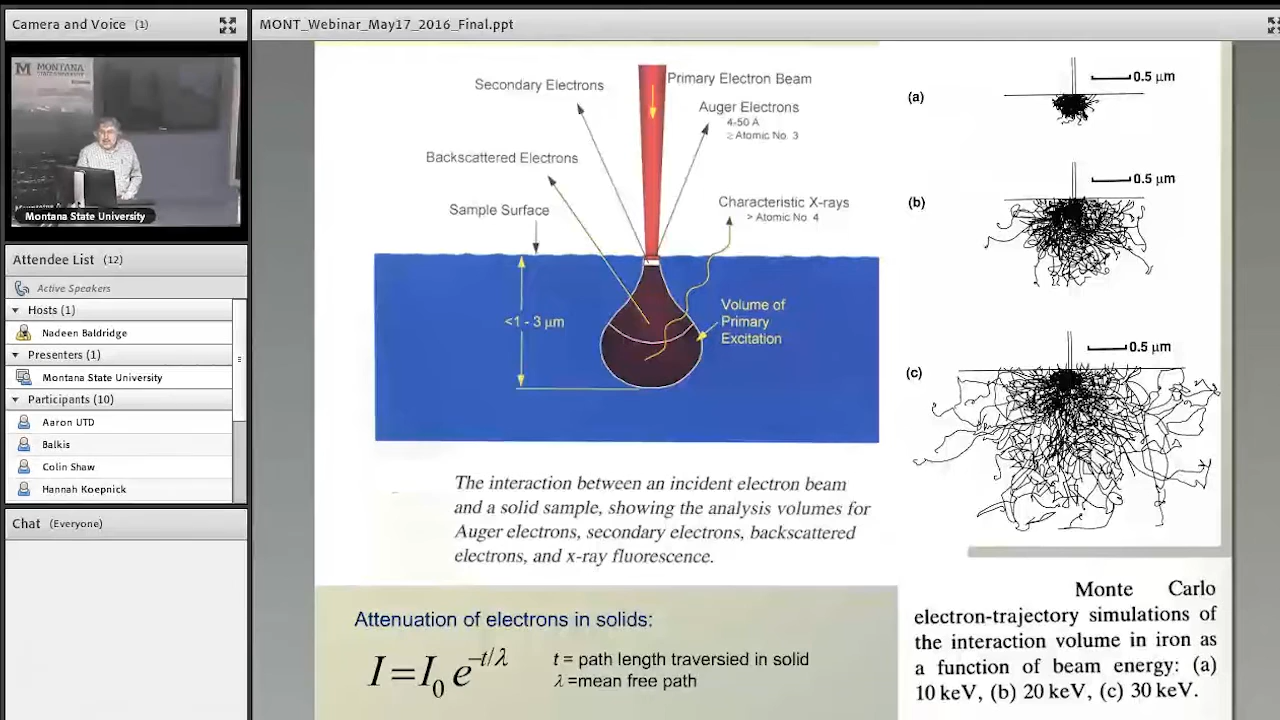 Camera and Voice (1)
MONT_Webinar_May17_2016_Final.ppt
M MONTANA
STATE UNIVERSITY
Montana State University
Attendee List (12)
Active Speakers
Hosts (1)
Nadeen Baldridge
Presenters (1)
Montana State University
Participants (10)
Aaron UTD
Balkis
Colin Shaw
Hannah Koepnick
Chat (Everyone)
Secondary Electrons
Primary Electron Beam
Auger Electrons
4-50 A
≥ Atomic No. 3
Backscattered Electrons
Characteristic X-rays
> Atomic No. 4
Sample Surface
<1 - 3 μm
Volume of
Primary
Excitation
The interaction between an incident electron beam
and a solid sample, showing the analysis volumes for
Auger electrons, secondary electrons, backscattered
electrons, and x-ray fluorescence.
Attenuation of electrons in solids:
I=I₀ e^–t/λ
t = path length traversied in solid
λ =mean free path
(a)
0.5 μm
(b)
0.5 μm
(c)
0.5 μm
Monte Carlo
electron-trajectory simulations of
the interaction volume in iron as
a function of beam energy: (a)
10 keV, (b) 20 keV, (c) 30 keV.